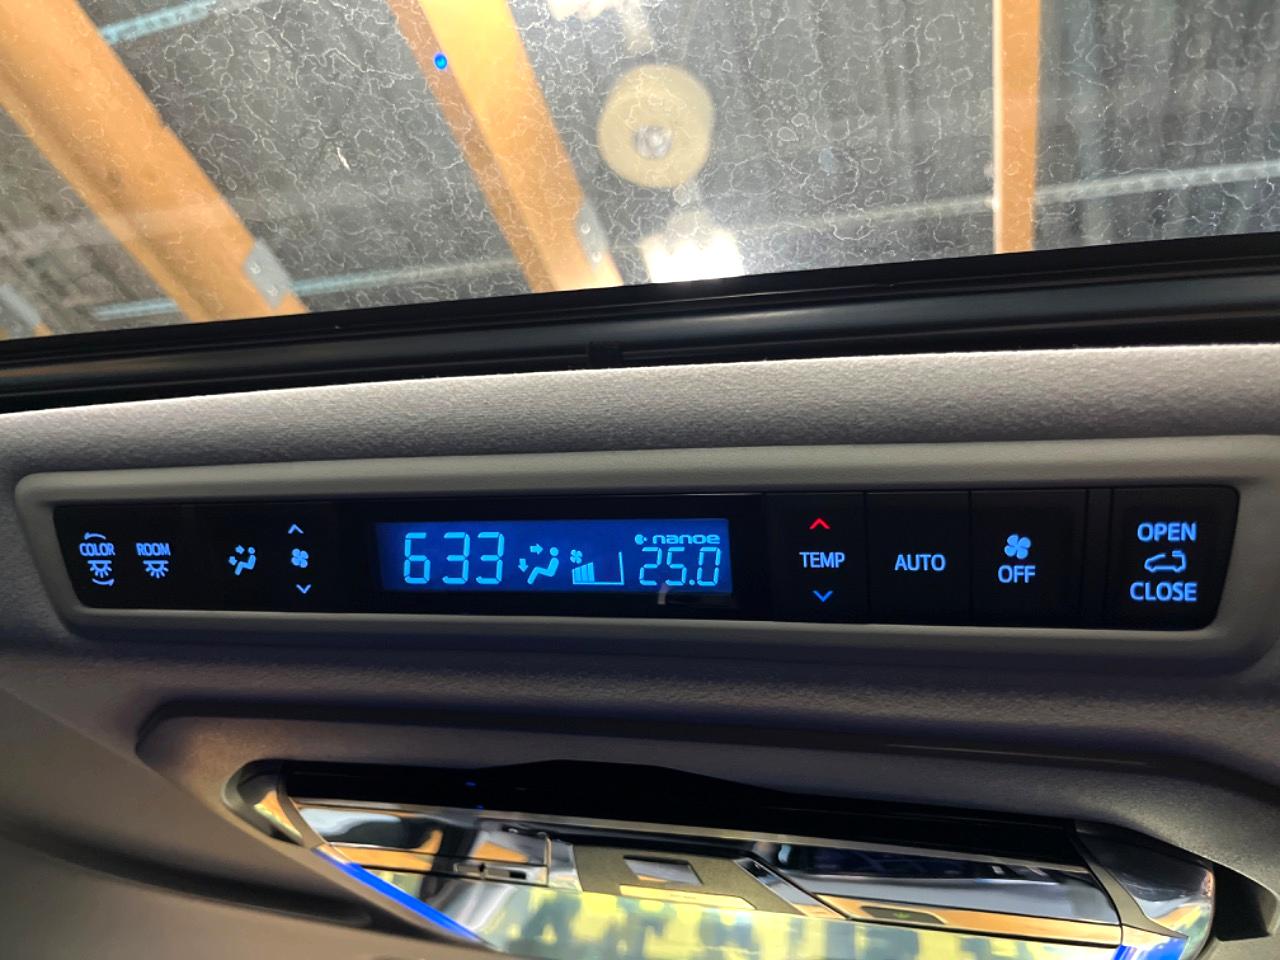 COLOR
ROOM
633
nanoe
25.0
TEMP
AUTO
OFF
OPEN
CLOSE